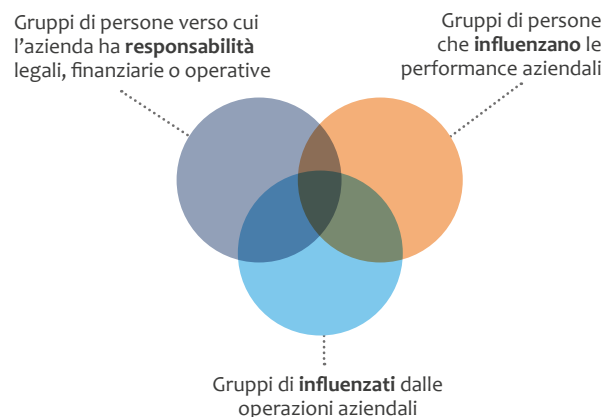 Gruppi di persone verso cui
l'azienda ha responsabilità
legali, finanziarie o operative
Gruppi di persone
che influenzano le
performance aziendali
Gruppi di influenzati dalle
operazioni aziendali